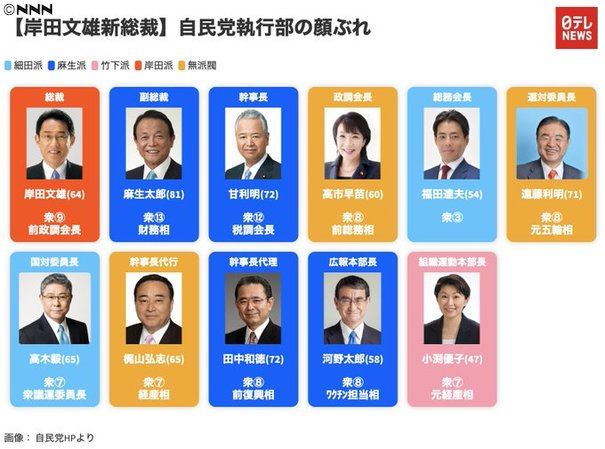 ©NNN
【岸田文雄新総裁】自民党執行部の顔ぶれ
日テレ
NEWS
細田派 麻生派 竹下派 岸田派 無派閥
総裁
岸田文雄(64)
衆⑨
前政調会長
副総裁
麻生太郎(81)
衆⑬
財務相
幹事長
甘利明(72)
衆⑫
税調会長
政調会長
高市早苗(60)
衆⑧
前総務相
総務会長
福田達夫(54)
衆③
選対委員長
遠藤利明(71)
衆⑧
元五輪相
国対委員長
高木毅(65)
衆⑦
衆議運委員長
幹事長代行
梶山弘志(65)
衆⑦
経産相
幹事長代理
田中和徳(72)
衆⑧
前復興相
広報本部長
河野太郎(58)
衆⑧
ワクチン担当相
組織運動本部長
小渕優子(47)
衆⑦
元経産相
画像： 自民党HPより